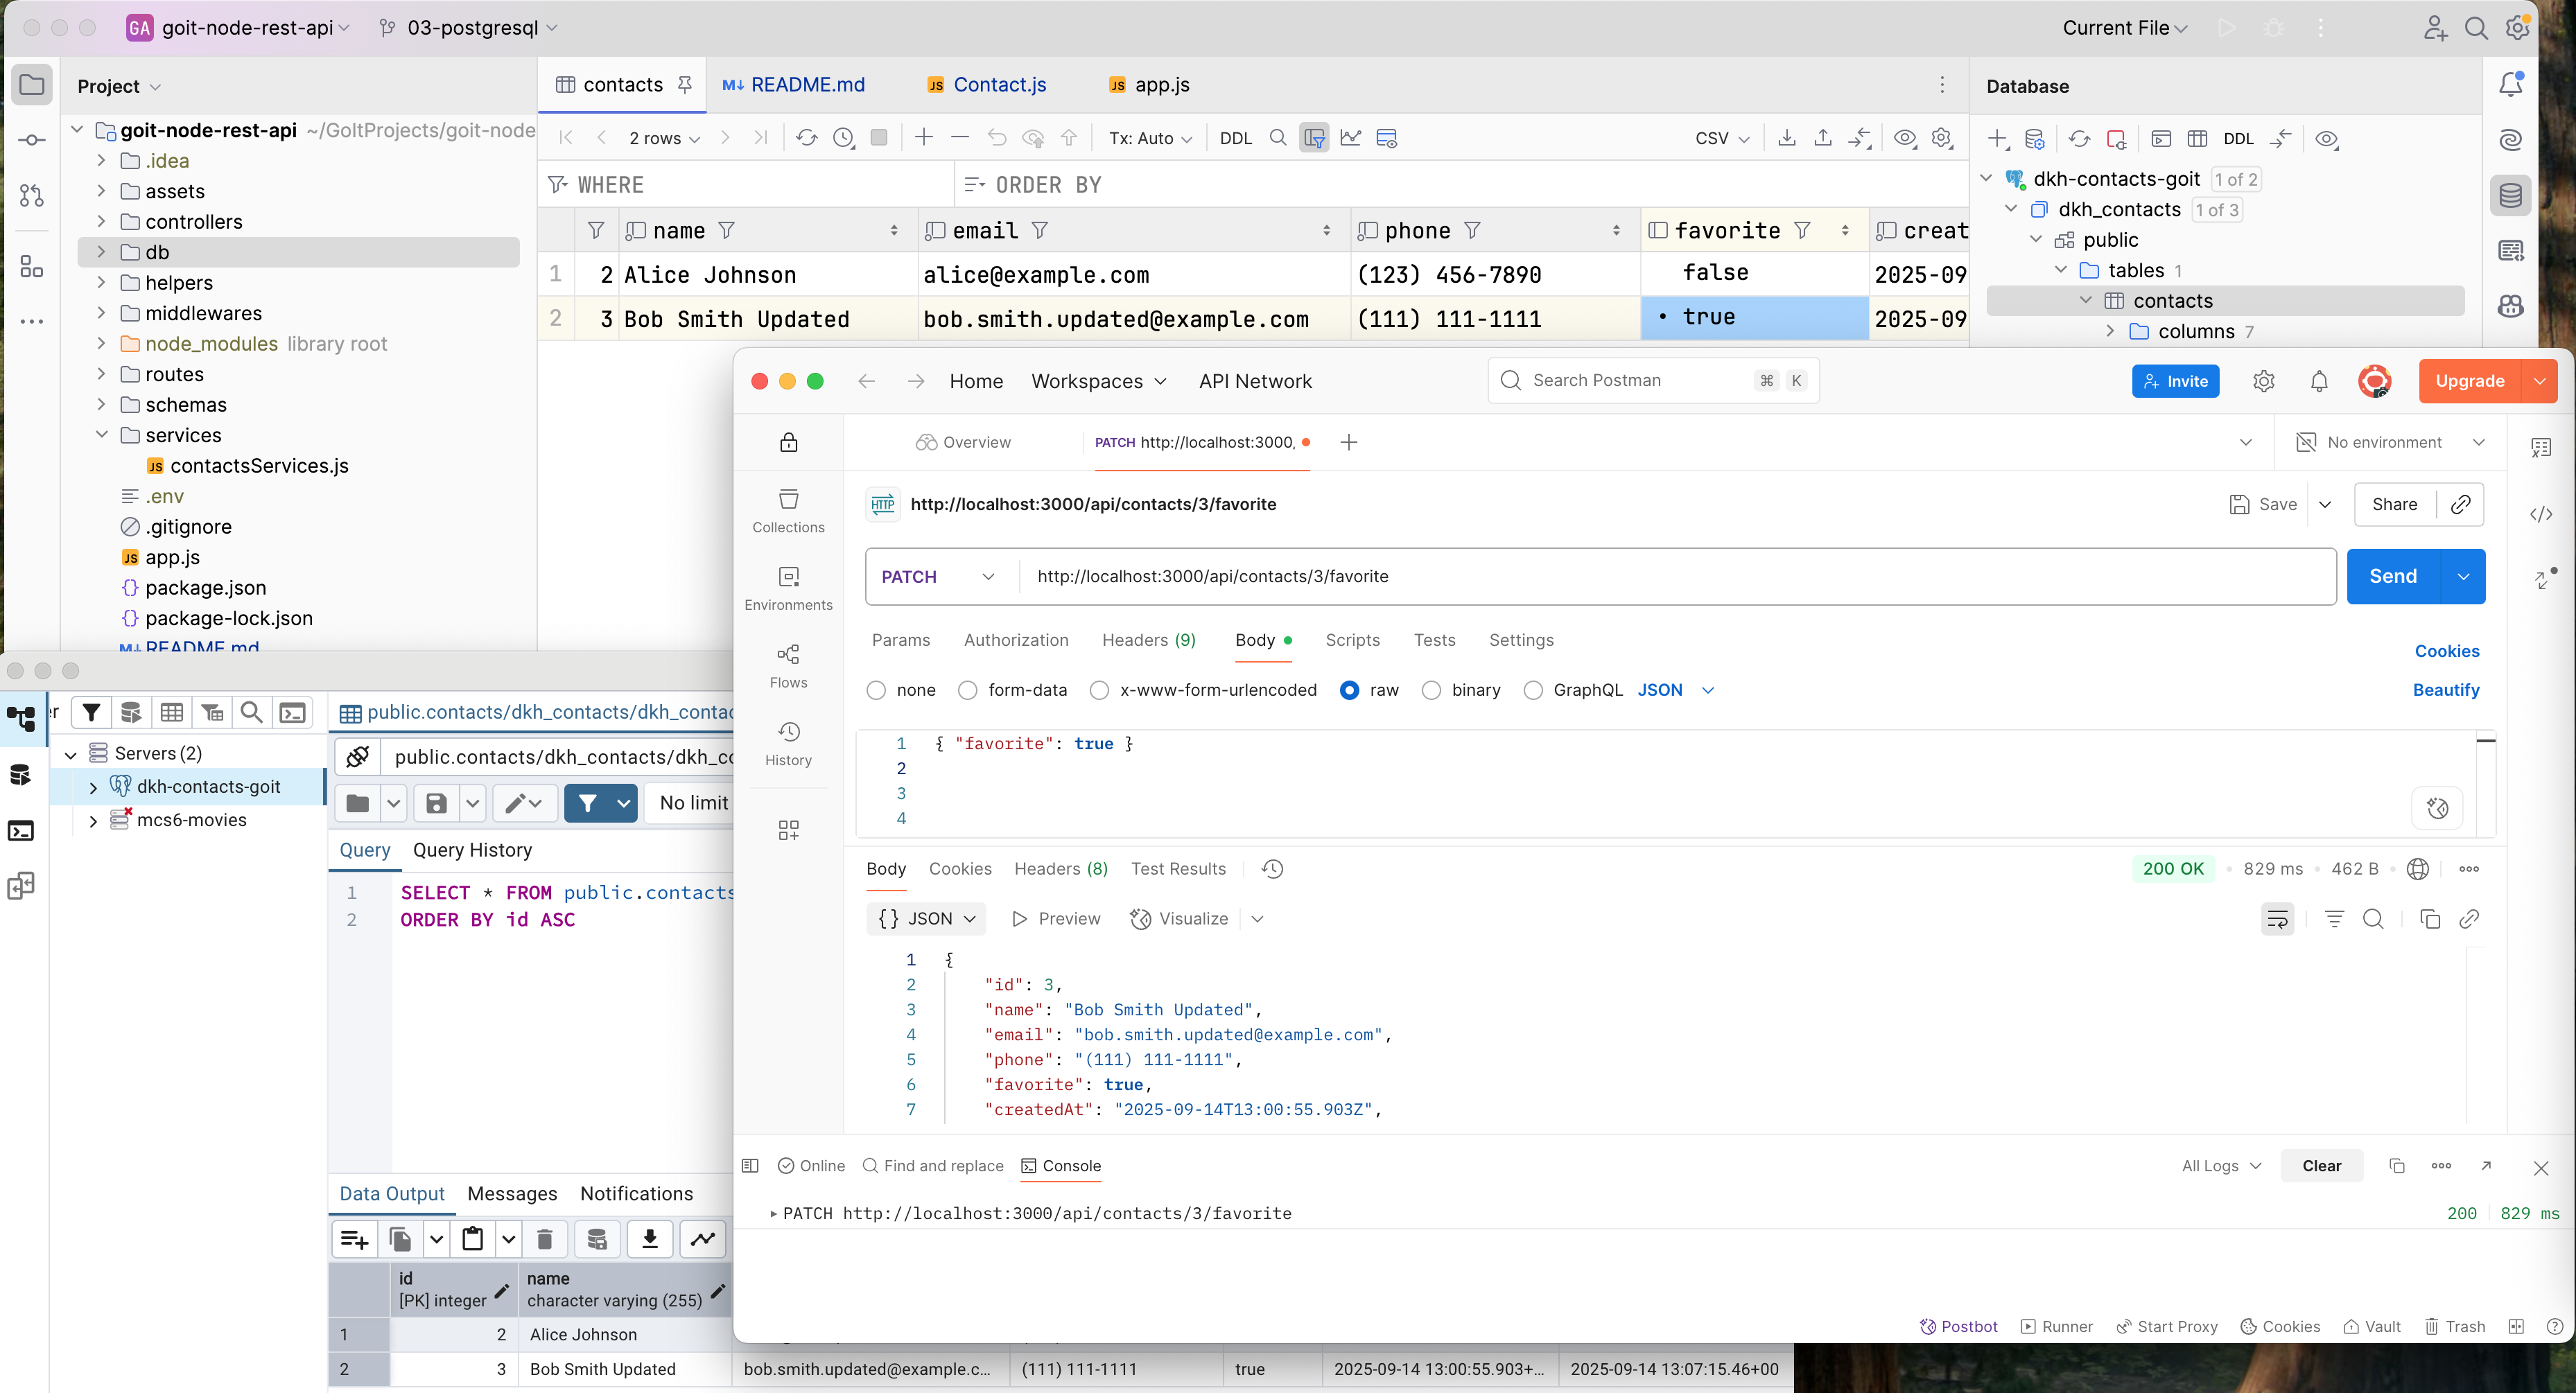 GA goit-node-rest-api 03-postgresql Current File
Project
contacts README.md Contact.js app.js
Database
goit-node-rest-api ~/GoItProjects/goit-node
.idea
assets
controllers
db
helpers
middlewares
node_modules library root
routes
schemas
services
contactsServices.js
.env
.gitignore
app.js
package.json
package-lock.json
README.md
2 rows Tx: Auto DDL CSV
WHERE ORDER BY
name email phone favorite creat
1 2 Alice Johnson alice@example.com (123) 456-7890 false 2025-09
2 3 Bob Smith Updated bob.smith.updated@example.com (111) 111-1111 • true 2025-09
DDL
dkh-contacts-goit 1 of 2
dkh_contacts 1 of 3
public
tables 1
contacts
columns 7
Home Workspaces API Network Search Postman ⌘ K Invite Upgrade
Overview PATCH http://localhost:3000, No environment
Collections
Environments
Flows
History
HTTP http://localhost:3000/api/contacts/3/favorite Save Share
PATCH http://localhost:3000/api/contacts/3/favorite Send
Params Authorization Headers (9) Body Scripts Tests Settings Cookies
none form-data x-www-form-urlencoded raw binary GraphQL JSON Beautify
1 { "favorite": true }
2
3
4
Body Cookies Headers (8) Test Results 200 OK • 829 ms • 462 B
{} JSON Preview Visualize
1 {
2 "id": 3,
3 "name": "Bob Smith Updated",
4 "email": "bob.smith.updated@example.com",
5 "phone": "(111) 111-1111",
6 "favorite": true,
7 "createdAt": "2025-09-14T13:00:55.903Z",
Online Find and replace Console All Logs Clear
PATCH http://localhost:3000/api/contacts/3/favorite 200 829 ms
Postbot Runner Start Proxy Cookies Vault Trash
er
Servers (2)
dkh-contacts-goit
mcs6-movies
public.contacts/dkh_contacts/dkh_conta
public.contacts/dkh_contacts/dkh_co
No limit
Query Query History
1 SELECT * FROM public.contacts
2 ORDER BY id ASC
Data Output Messages Notifications
id name
[PK] integer character varying (255)
1 2 Alice Johnson
2 3 Bob Smith Updated bob.smith.updated@example.c... (111) 111-1111 true 2025-09-14 13:00:55.903+... 2025-09-14 13:07:15.46+00